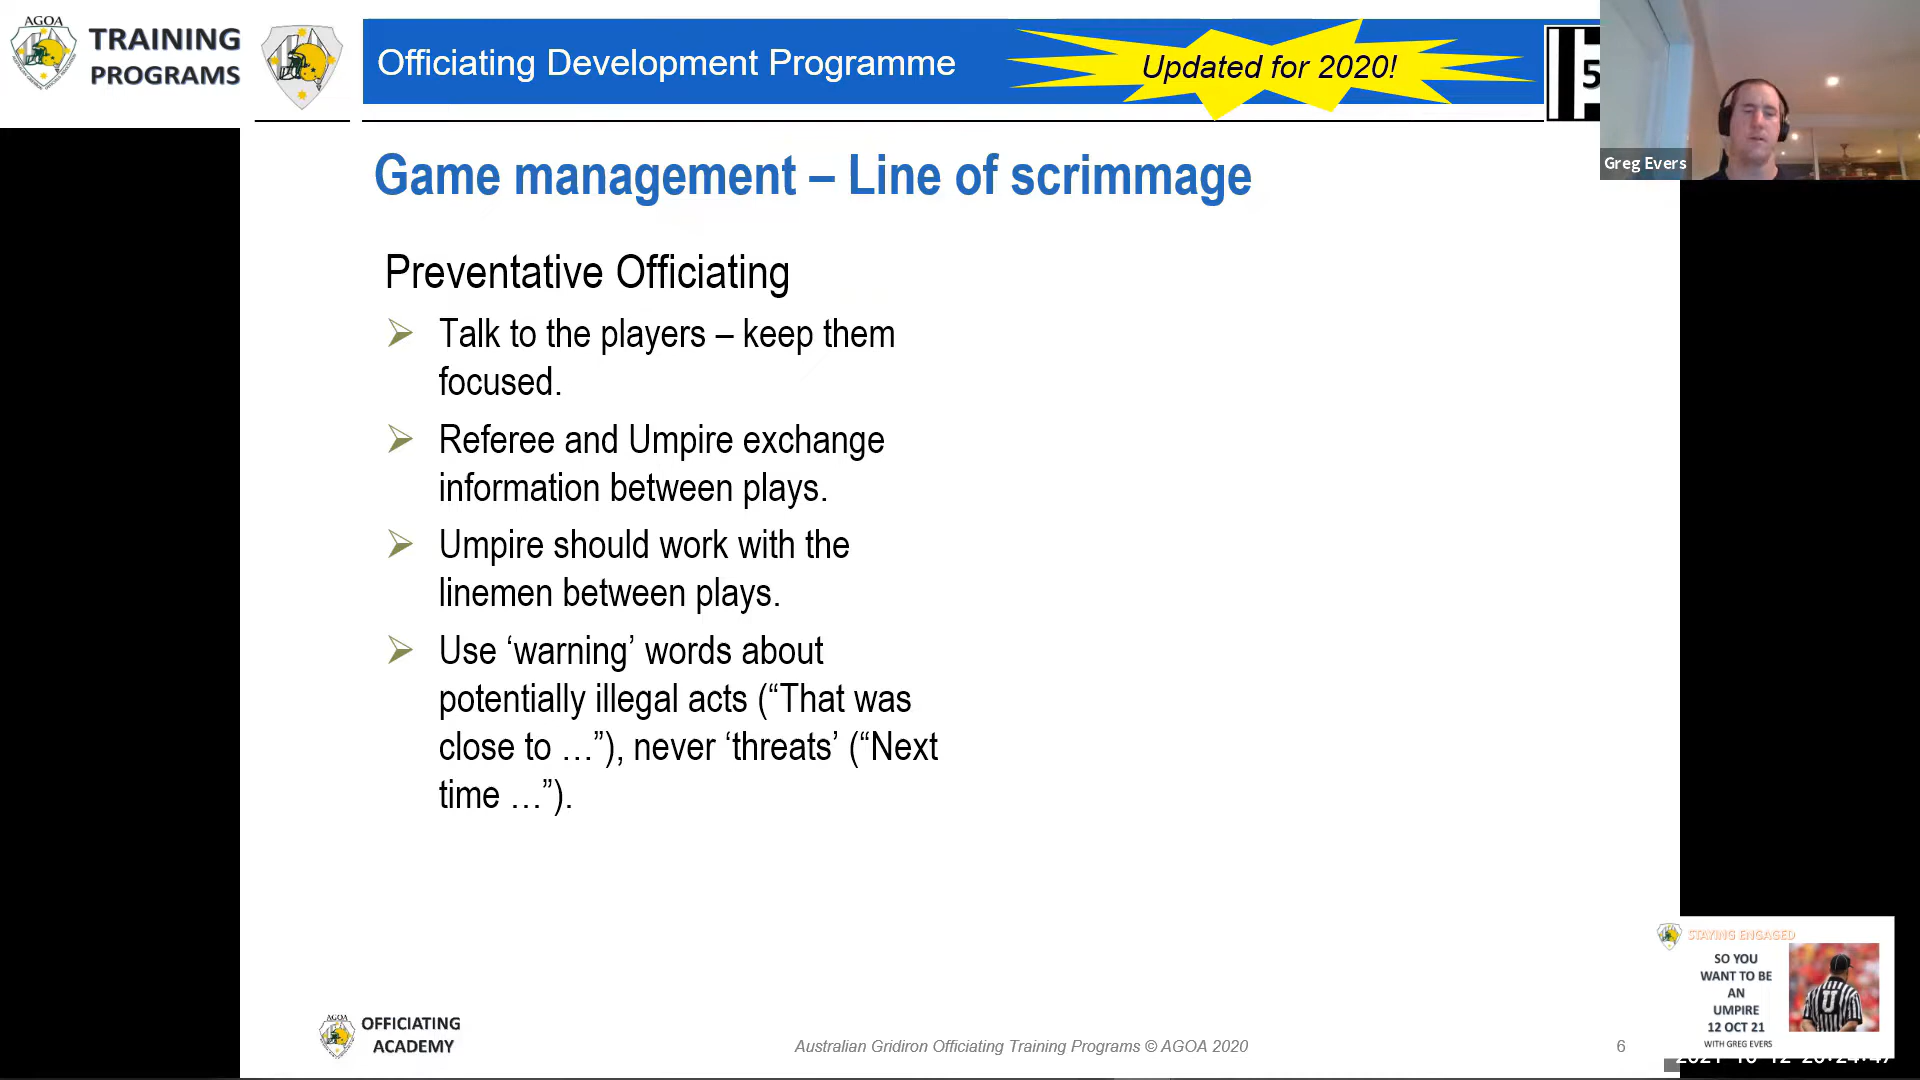 AGOA
TRAINING
PROGRAMS
Officiating Development Programme
Updated for 2020!
5
Greg Evers
Game management – Line of scrimmage
Preventative Officiating
Talk to the players – keep them
focused.
Referee and Umpire exchange
information between plays.
Umpire should work with the
linemen between plays.
Use ‘warning’ words about
potentially illegal acts (“That was
close to …”), never ‘threats’ (“Next
time …”).
STAYING ENGAGED
SO YOU
WANT TO BE
AN
UMPIRE
12 OCT 21
WITH GREG EVERS
U
AGOA
OFFICIATING
ACADEMY
Australian Gridiron Officiating Training Programs © AGOA 2020
6